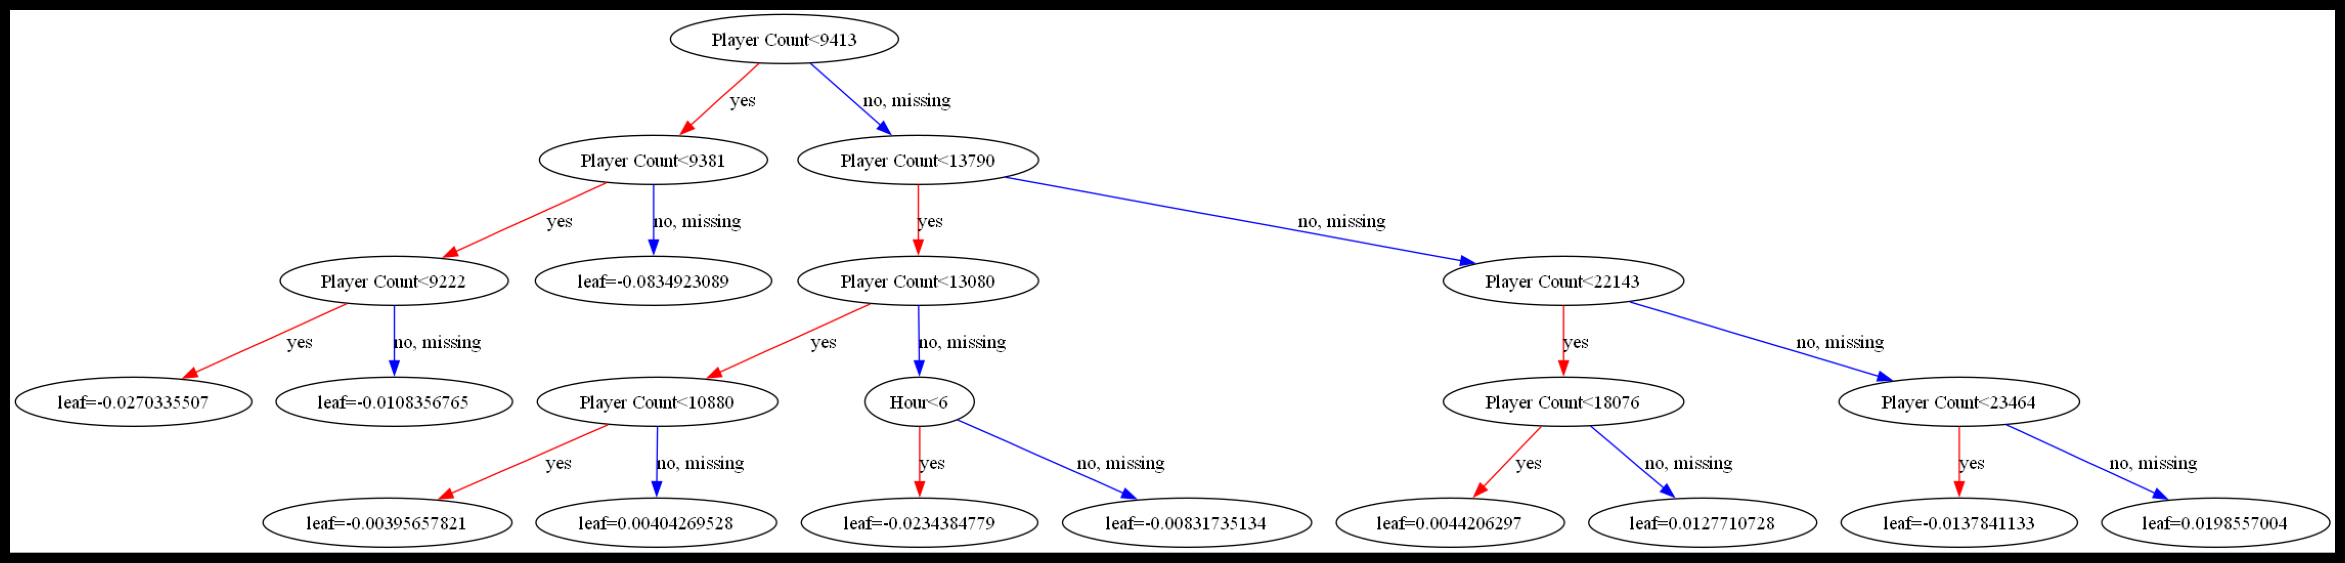 Player Count<9413
yes
no, missing
Player Count<9381
Player Count<13790
yes
no, missing
yes
no, missing
Player Count<9222
leaf=-0.0834923089
Player Count<13080
Player Count<22143
yes
no, missing
yes
no, missing
yes
no, missing
leaf=-0.0270335507
leaf=-0.0108356765
Player Count<10880
Hour<6
Player Count<18076
Player Count<23464
yes
no, missing
yes
no, missing
yes
no, missing
yes
no, missing
leaf=-0.00395657821
leaf=0.00404269528
leaf=-0.0234384779
leaf=-0.00831735134
leaf=0.0044206297
leaf=0.0127710728
leaf=-0.0137841133
leaf=0.0198557004